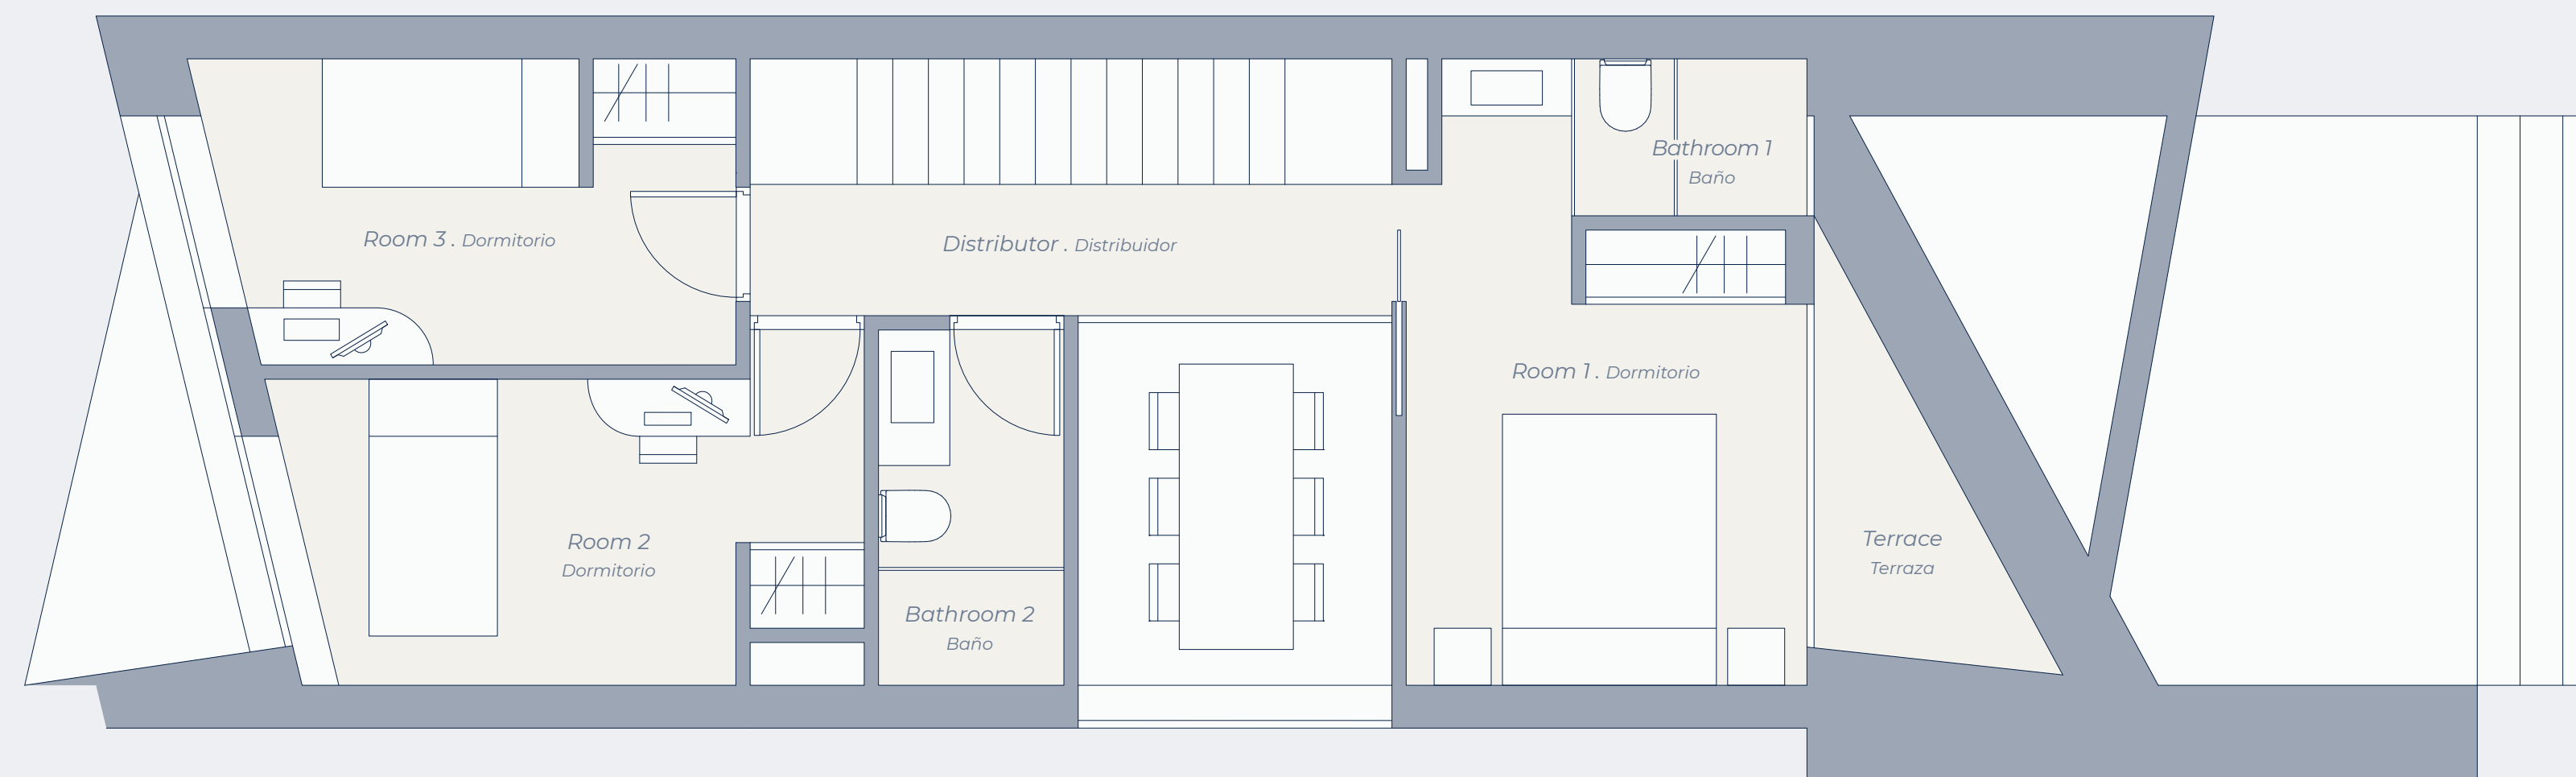 Bathroom 1
Baño
Room 3 . Dormitorio
Distributor . Distribuidor
Room 1 . Dormitorio
Room 2
Dormitorio
Terrace
Terraza
Bathroom 2
Baño